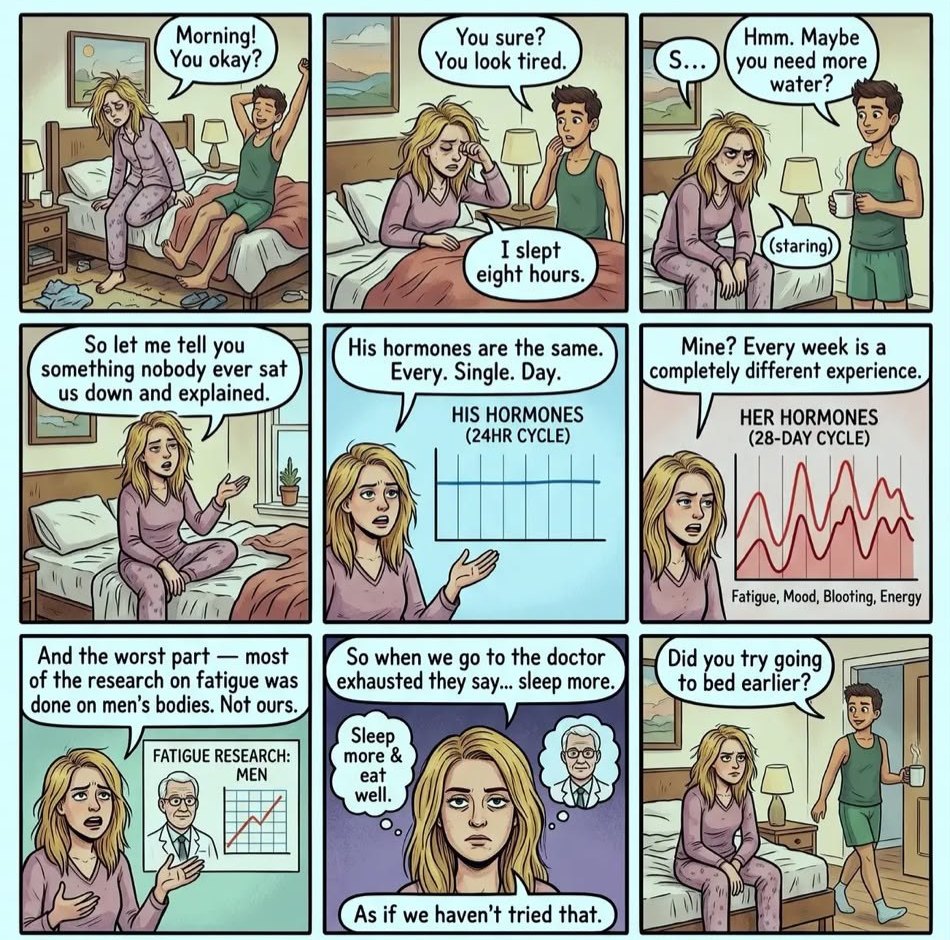 Morning!
You okay?
You sure?
You look tired.
I slept
eight hours.
S...
Hmm. Maybe
you need more
water?
(staring)
So let me tell you
something nobody ever sat
us down and explained.
His hormones are the same.
Every. Single. Day.
HIS HORMONES
(24HR CYCLE)
Mine? Every week is a
completely different experience.
HER HORMONES
(28-DAY CYCLE)
Fatigue, Mood, Blooting, Energy
And the worst part — most
of the research on fatigue was
done on men's bodies. Not ours.
FATIGUE RESEARCH:
MEN
So when we go to the doctor
exhausted they say... sleep more.
Sleep
more &
eat
well.
As if we haven't tried that.
Did you try going
to bed earlier?